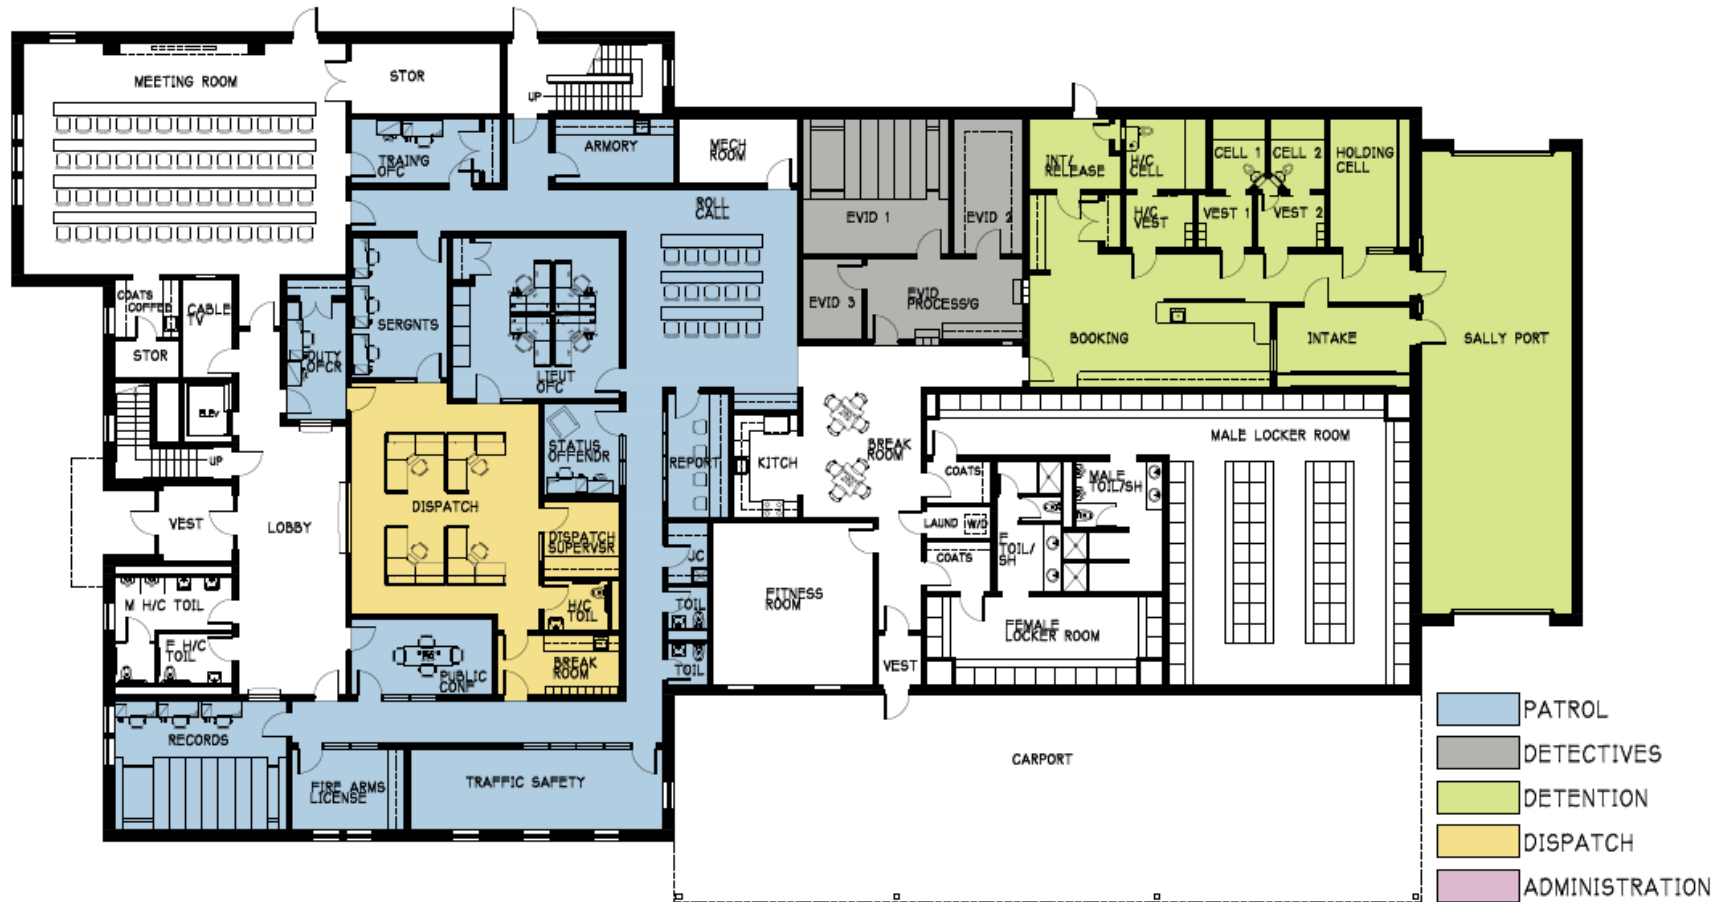 MEETING ROOM
STOR
UP
TRAIN'G
OFC
ARMORY
MECH
ROOM
ROLL
CALL
EVID 1
EVID 2
EVID 3
EVID
PROCESS'G
INT/
RELEASE
H/C
CELL
CELL 1
CELL 2
HOLDING
CELL
H/C
VEST
VEST 1
VEST 2
COATS
COFFEE
CABLE
TV
STOR
DUTY
OFCR
SERGNTS
LIEUT
OFC
BOOKING
INTAKE
SALLY PORT
ELEV
UP
VEST
LOBBY
DISPATCH
STATUS
OFFENDR
REPORT
KITCH
BREAK
ROOM
COATS
MALE LOCKER ROOM
MALE
TOIL/SH
DISPATCH
SUPERVSR
JC
LAUND
W/D
F
TOIL/
SH
COATS
M H/C TOIL
F H/C
TOIL
H/C
TOIL
TOIL
TOIL
FITNESS
ROOM
FEMALE
LOCKER ROOM
VEST
PUBLIC
CONF
BREAK
ROOM
RECORDS
FIRE ARMS
LICENSE
TRAFFIC SAFETY
CARPORT
PATROL
DETECTIVES
DETENTION
DISPATCH
ADMINISTRATION